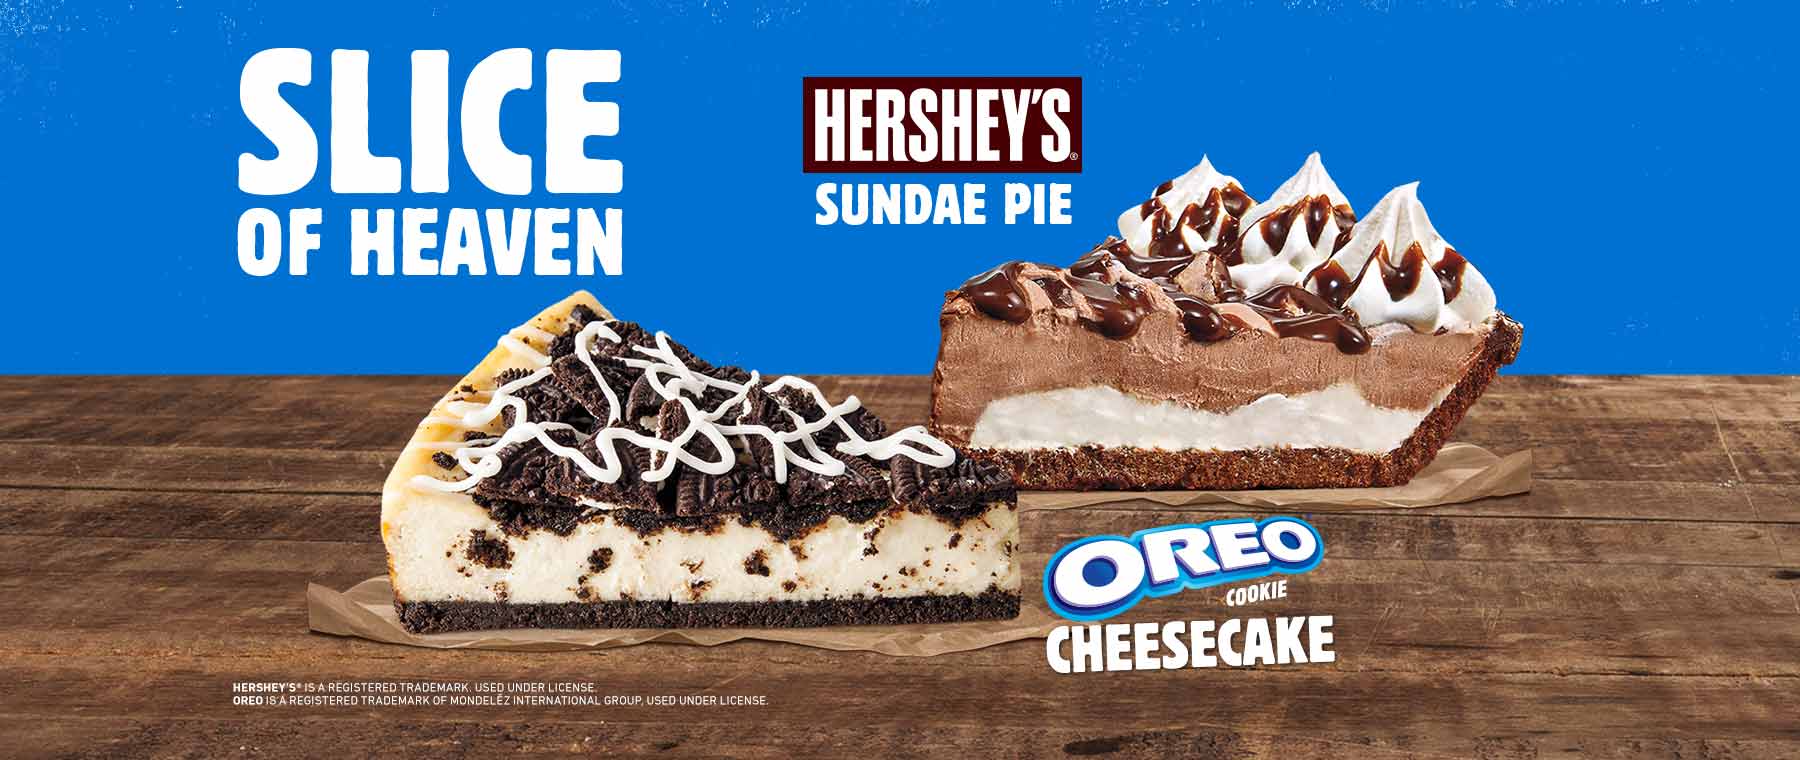 SLICE
OF HEAVEN
HERSHEY'S®
SUNDAE PIE
OREO
COOKIE
CHEESECAKE
HERSHEY'S® IS A REGISTERED TRADEMARK. USED UNDER LICENSE.
OREO IS A REGISTERED TRADEMARK OF MONDELĒZ INTERNATIONAL GROUP, USED UNDER LICENSE.